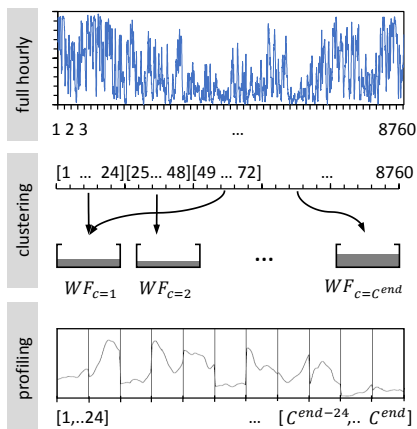 full hourly
1 2 3 ... 8760
clustering
[1 ... 24][25... 48][49 ... 72] ... 8760
...
WF_{c=1} WF_{c=2} WF_{c=C^{end}}
profiling
[1,..24] ... [C^{end-24},.. C^{end}]